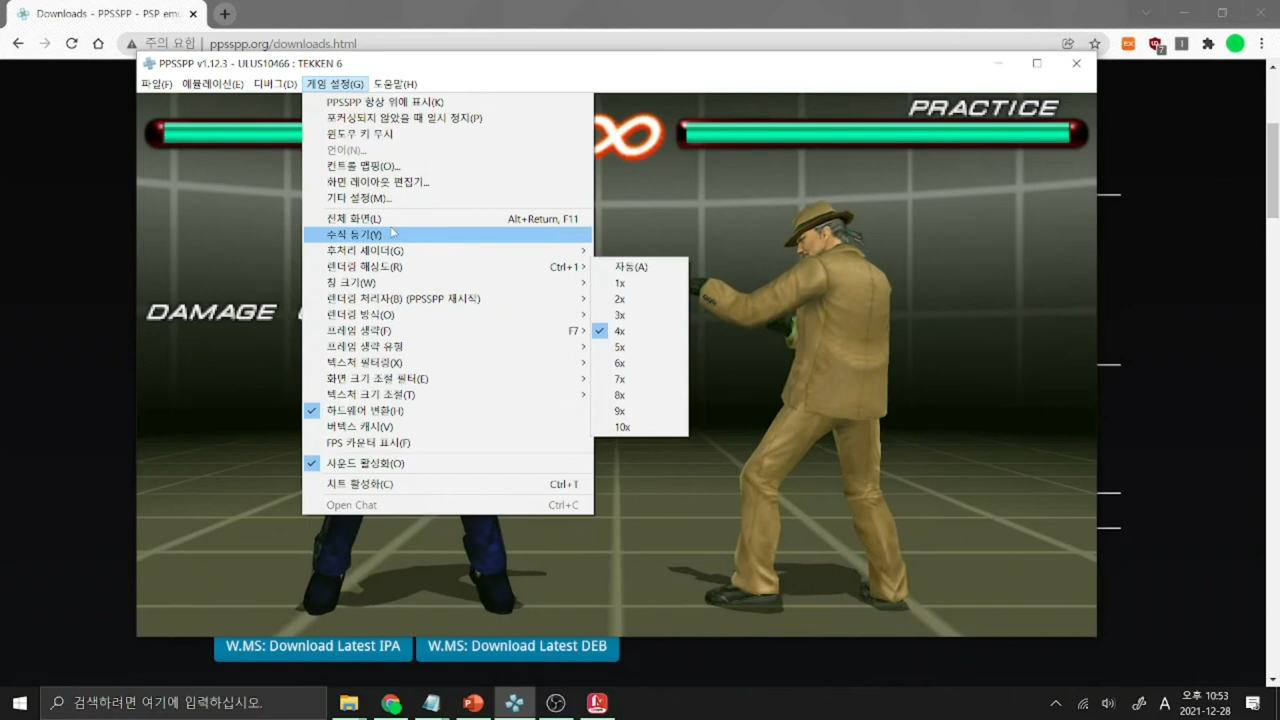 Downloads - PPSSPP - PSP emu
주의 요함 | ppsspp.org/downloads.html
PPSSPP v1.12.3 - ULUS10466 : TEKKEN 6
파일(F) 에뮬레이션(E) 디버그(D) 게임 설정(G) 도움말(H)
PRACTICE
DAMAGE
PPSSPP 항상 위에 표시(K)
포커싱되지 않았을 때 일시 정지(P)
윈도우 키 무시
언어(N)...
컨트롤 맵핑(O)...
화면 레이아웃 편집기...
기타 설정(M)...
전체 화면(L) Alt+Return, F11
수직 동기(Y)
후처리 셰이더(G)
렌더링 해상도(R) Ctrl+1
창 크기(W)
렌더링 처리자(B) (PPSSPP 재시작)
렌더링 방식(O)
프레임 생략(F) F7
프레임 생략 유형
텍스처 필터링(X)
화면 크기 조절 필터(E)
텍스처 크기 조절(T)
하드웨어 변환(H)
버텍스 캐시(V)
FPS 카운터 표시(F)
사운드 활성화(O)
치트 활성화(C) Ctrl+T
Open Chat Ctrl+C
자동(A)
1x
2x
3x
4x
5x
6x
7x
8x
9x
10x
W.MS: Download Latest IPA
W.MS: Download Latest DEB
검색하려면 여기에 입력하십시오.
A
오후 10:53
2021-12-28